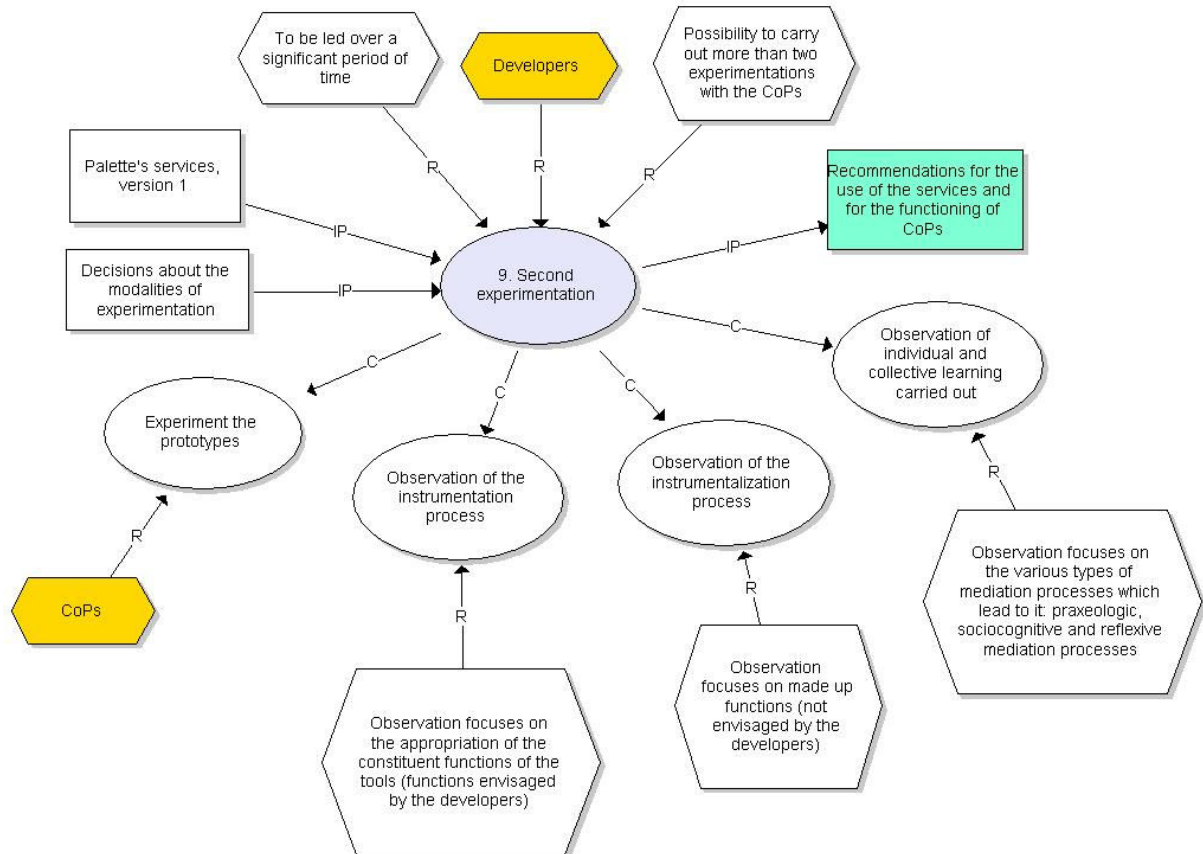 To be led over a
significant period of
time
Developers
Possibility to carry
out more than two
experimentations
with the CoPs
R
R
R
Palette's services,
version 1
Recommendations for the
use of the services and
for the functioning of
CoPs
IP
IP
Decisions about the
modalities of
experimentation
IP
9. Second
experimentation
C
C
C
C
Observation of
individual and
collective learning
carried out
Experiment the
prototypes
Observation of the
instrumentation
process
Observation of the
instrumentalization
process
R
R
R
R
CoPs
Observation focuses on
the various types of
mediation processes which
lead to it: praxeologic,
sociocognitive and reflexive
mediation processes
Observation focuses on
the appropriation of the
constituent functions of the
tools (functions envisaged
by the developers)
Observation
focuses on made up
functions (not
envisaged by the
developers)